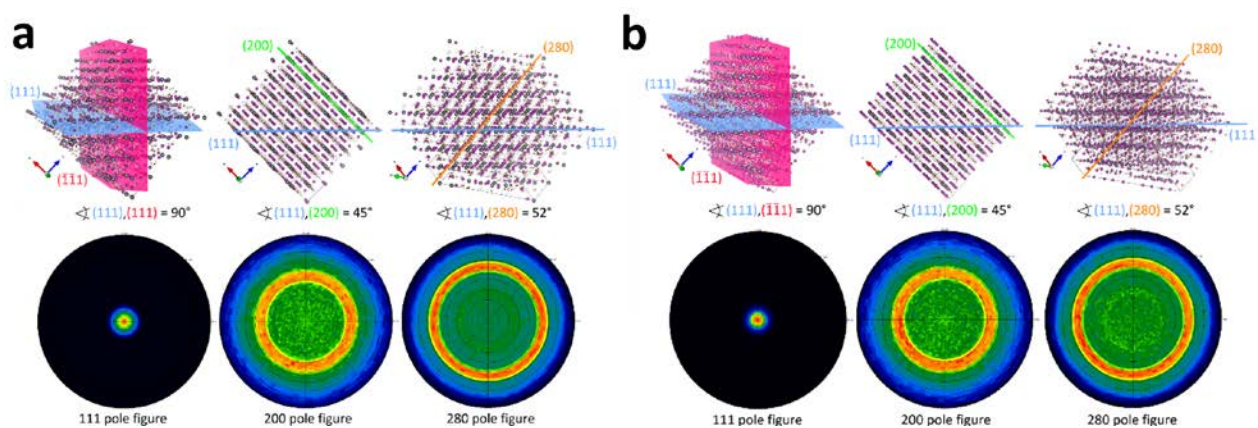 a
(200)
(280)
(111)
(111)
(111)
(1̅1̅1)
∢ (111),(111) = 90°
∢ (111),(200) = 45°
∢ (111),(280) = 52°
111 pole figure
200 pole figure
280 pole figure
b
(200)
(280)
(111)
(111)
(111)
(1̅1̅1)
∢ (111),(1̅1̅1) = 90°
∢ (111),(200) = 45°
∢ (111),(280) = 52°
111 pole figure
200 pole figure
280 pole figure